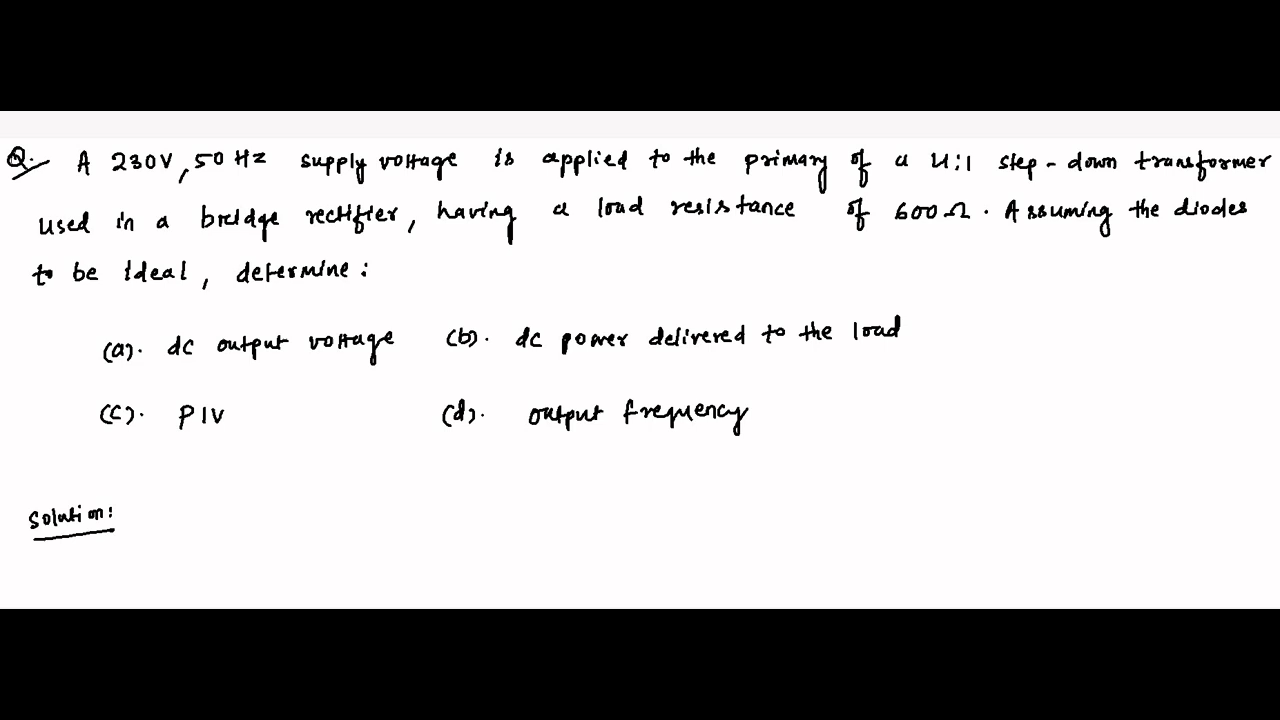 Q. A 230V, 50 Hz supply voltage is applied to the primary of a 4:1 step-down transformer
used in a bridge rectifier, having a load resistance of 600Ω. Assuming the diodes
to be ideal, determine:
(a). dc output voltage (b). dc power delivered to the load
(c). PIV (d). output frequency
Solution: